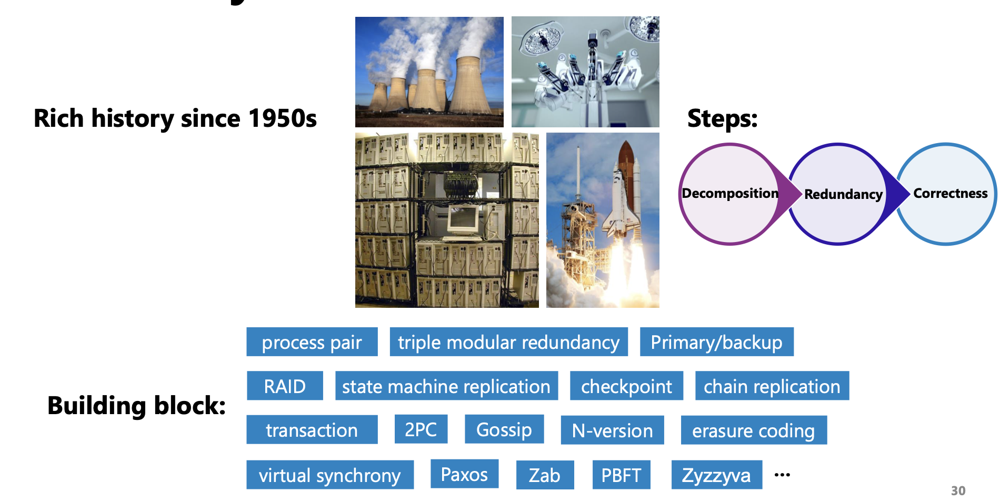 Rich history since 1950s
Steps:
Decomposition
Redundancy
Correctness
Building block:
process pair
triple modular redundancy
Primary/backup
RAID
state machine replication
checkpoint
chain replication
transaction
2PC
Gossip
N-version
erasure coding
virtual synchrony
Paxos
Zab
PBFT
Zyzzyva
...
30